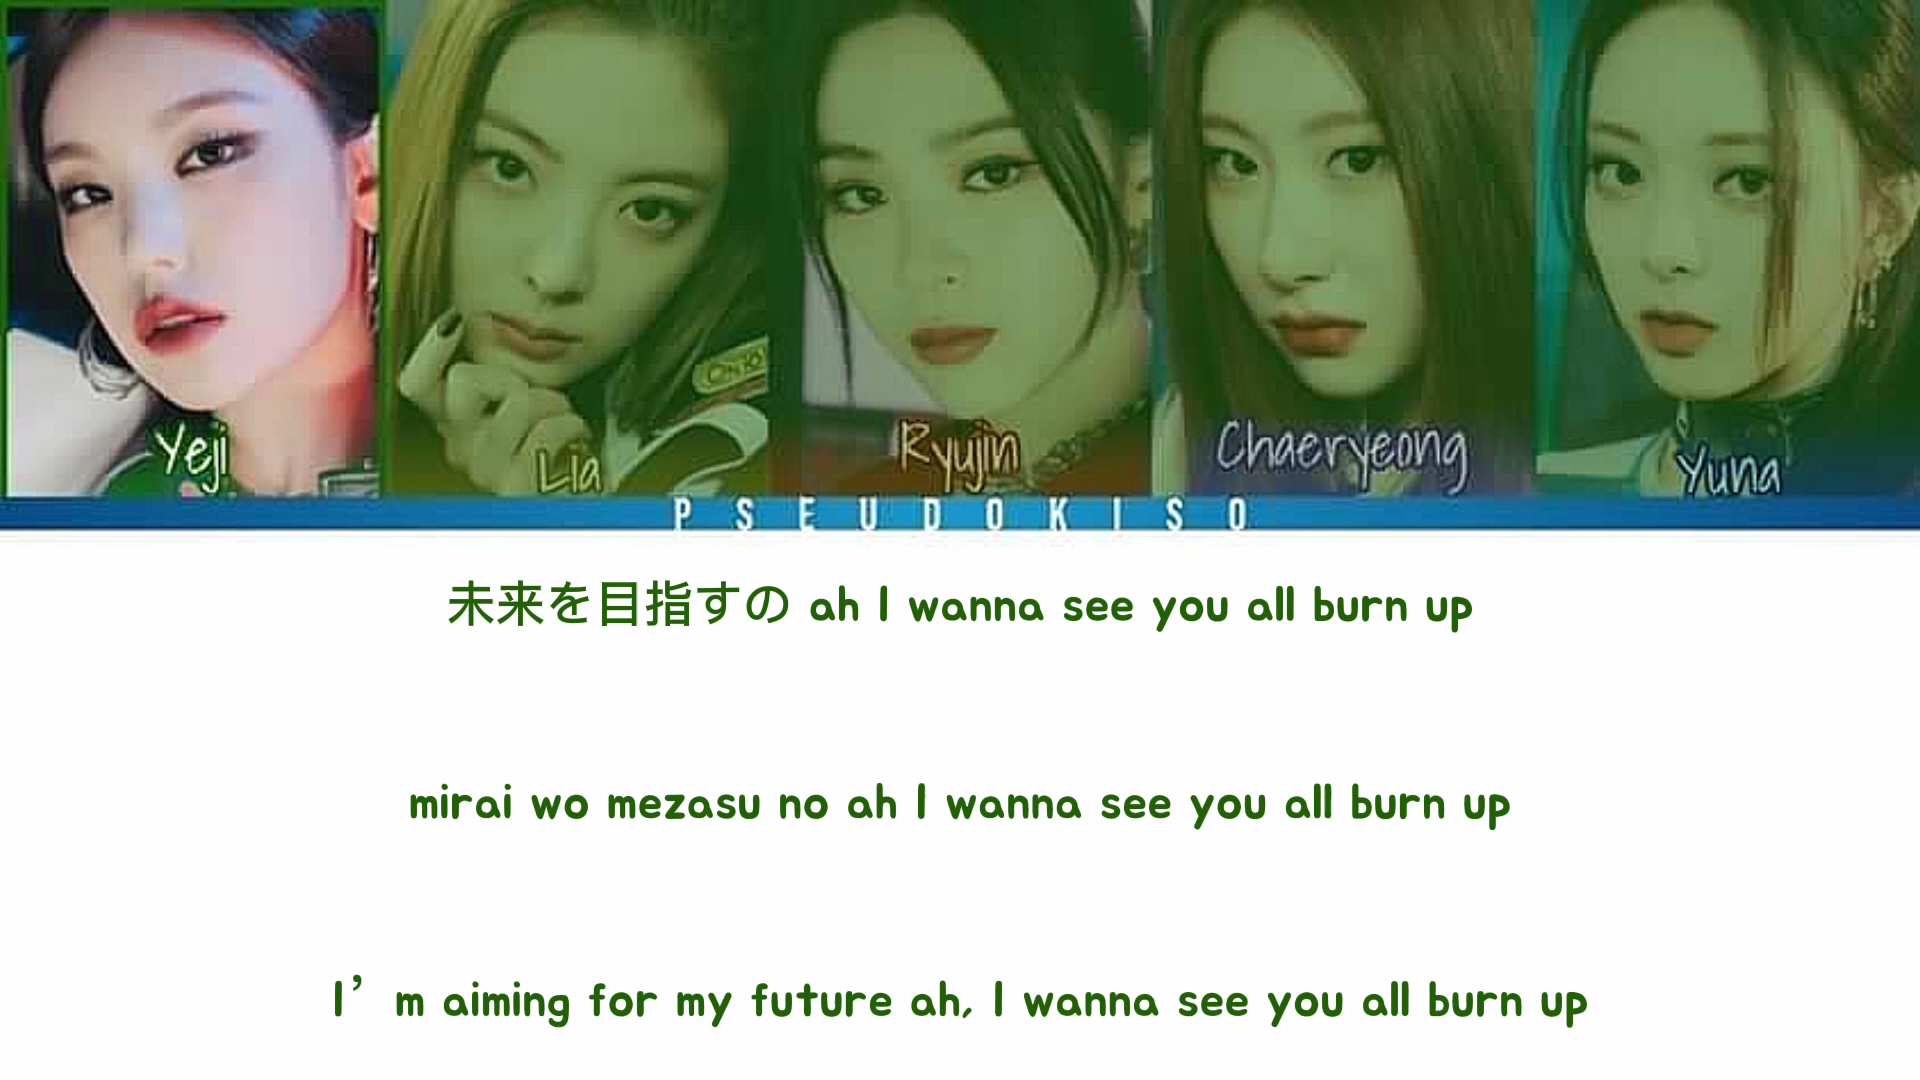 Yeji
Lia
Ryujin
Chaeryeong
Yuna
PSEUDOKISO
未来を目指すの ah I wanna see you all burn up
mirai wo mezasu no ah I wanna see you all burn up
I’m aiming for my future ah, I wanna see you all burn up